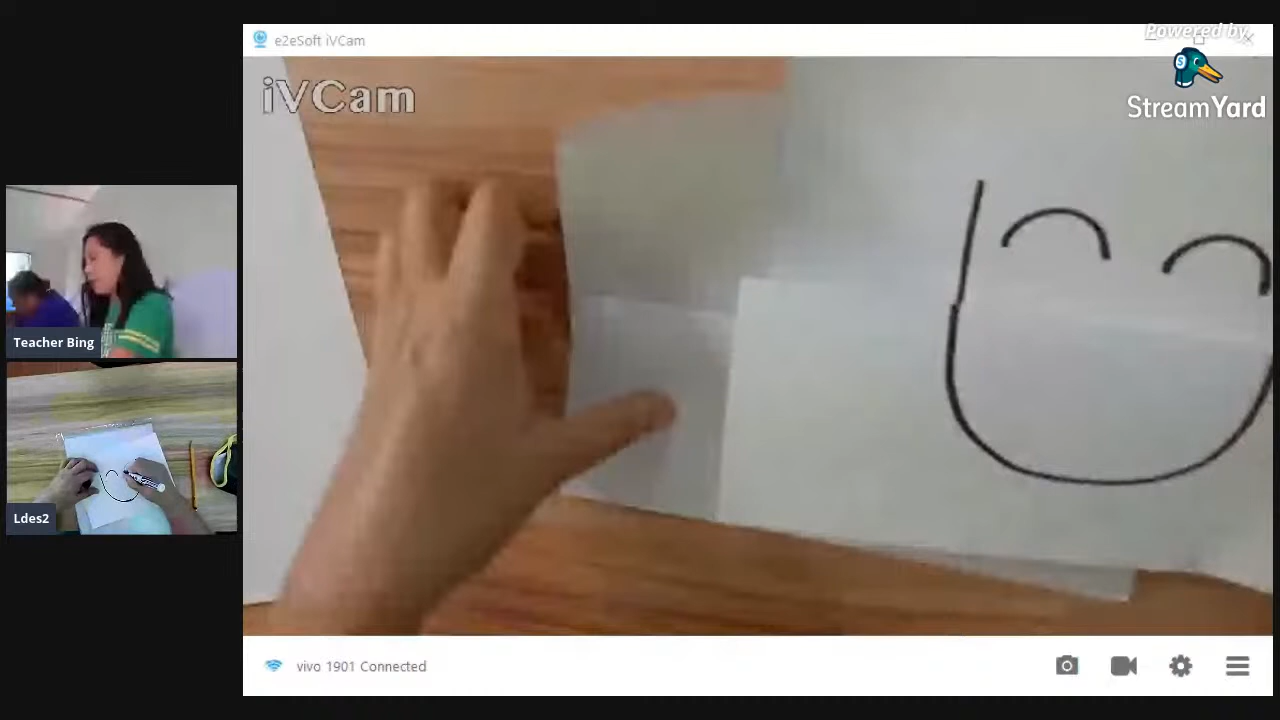 e2eSoft iVCam
Powered by
iVCam
StreamYard
Teacher Bing
Ldes2
vivo 1901 Connected